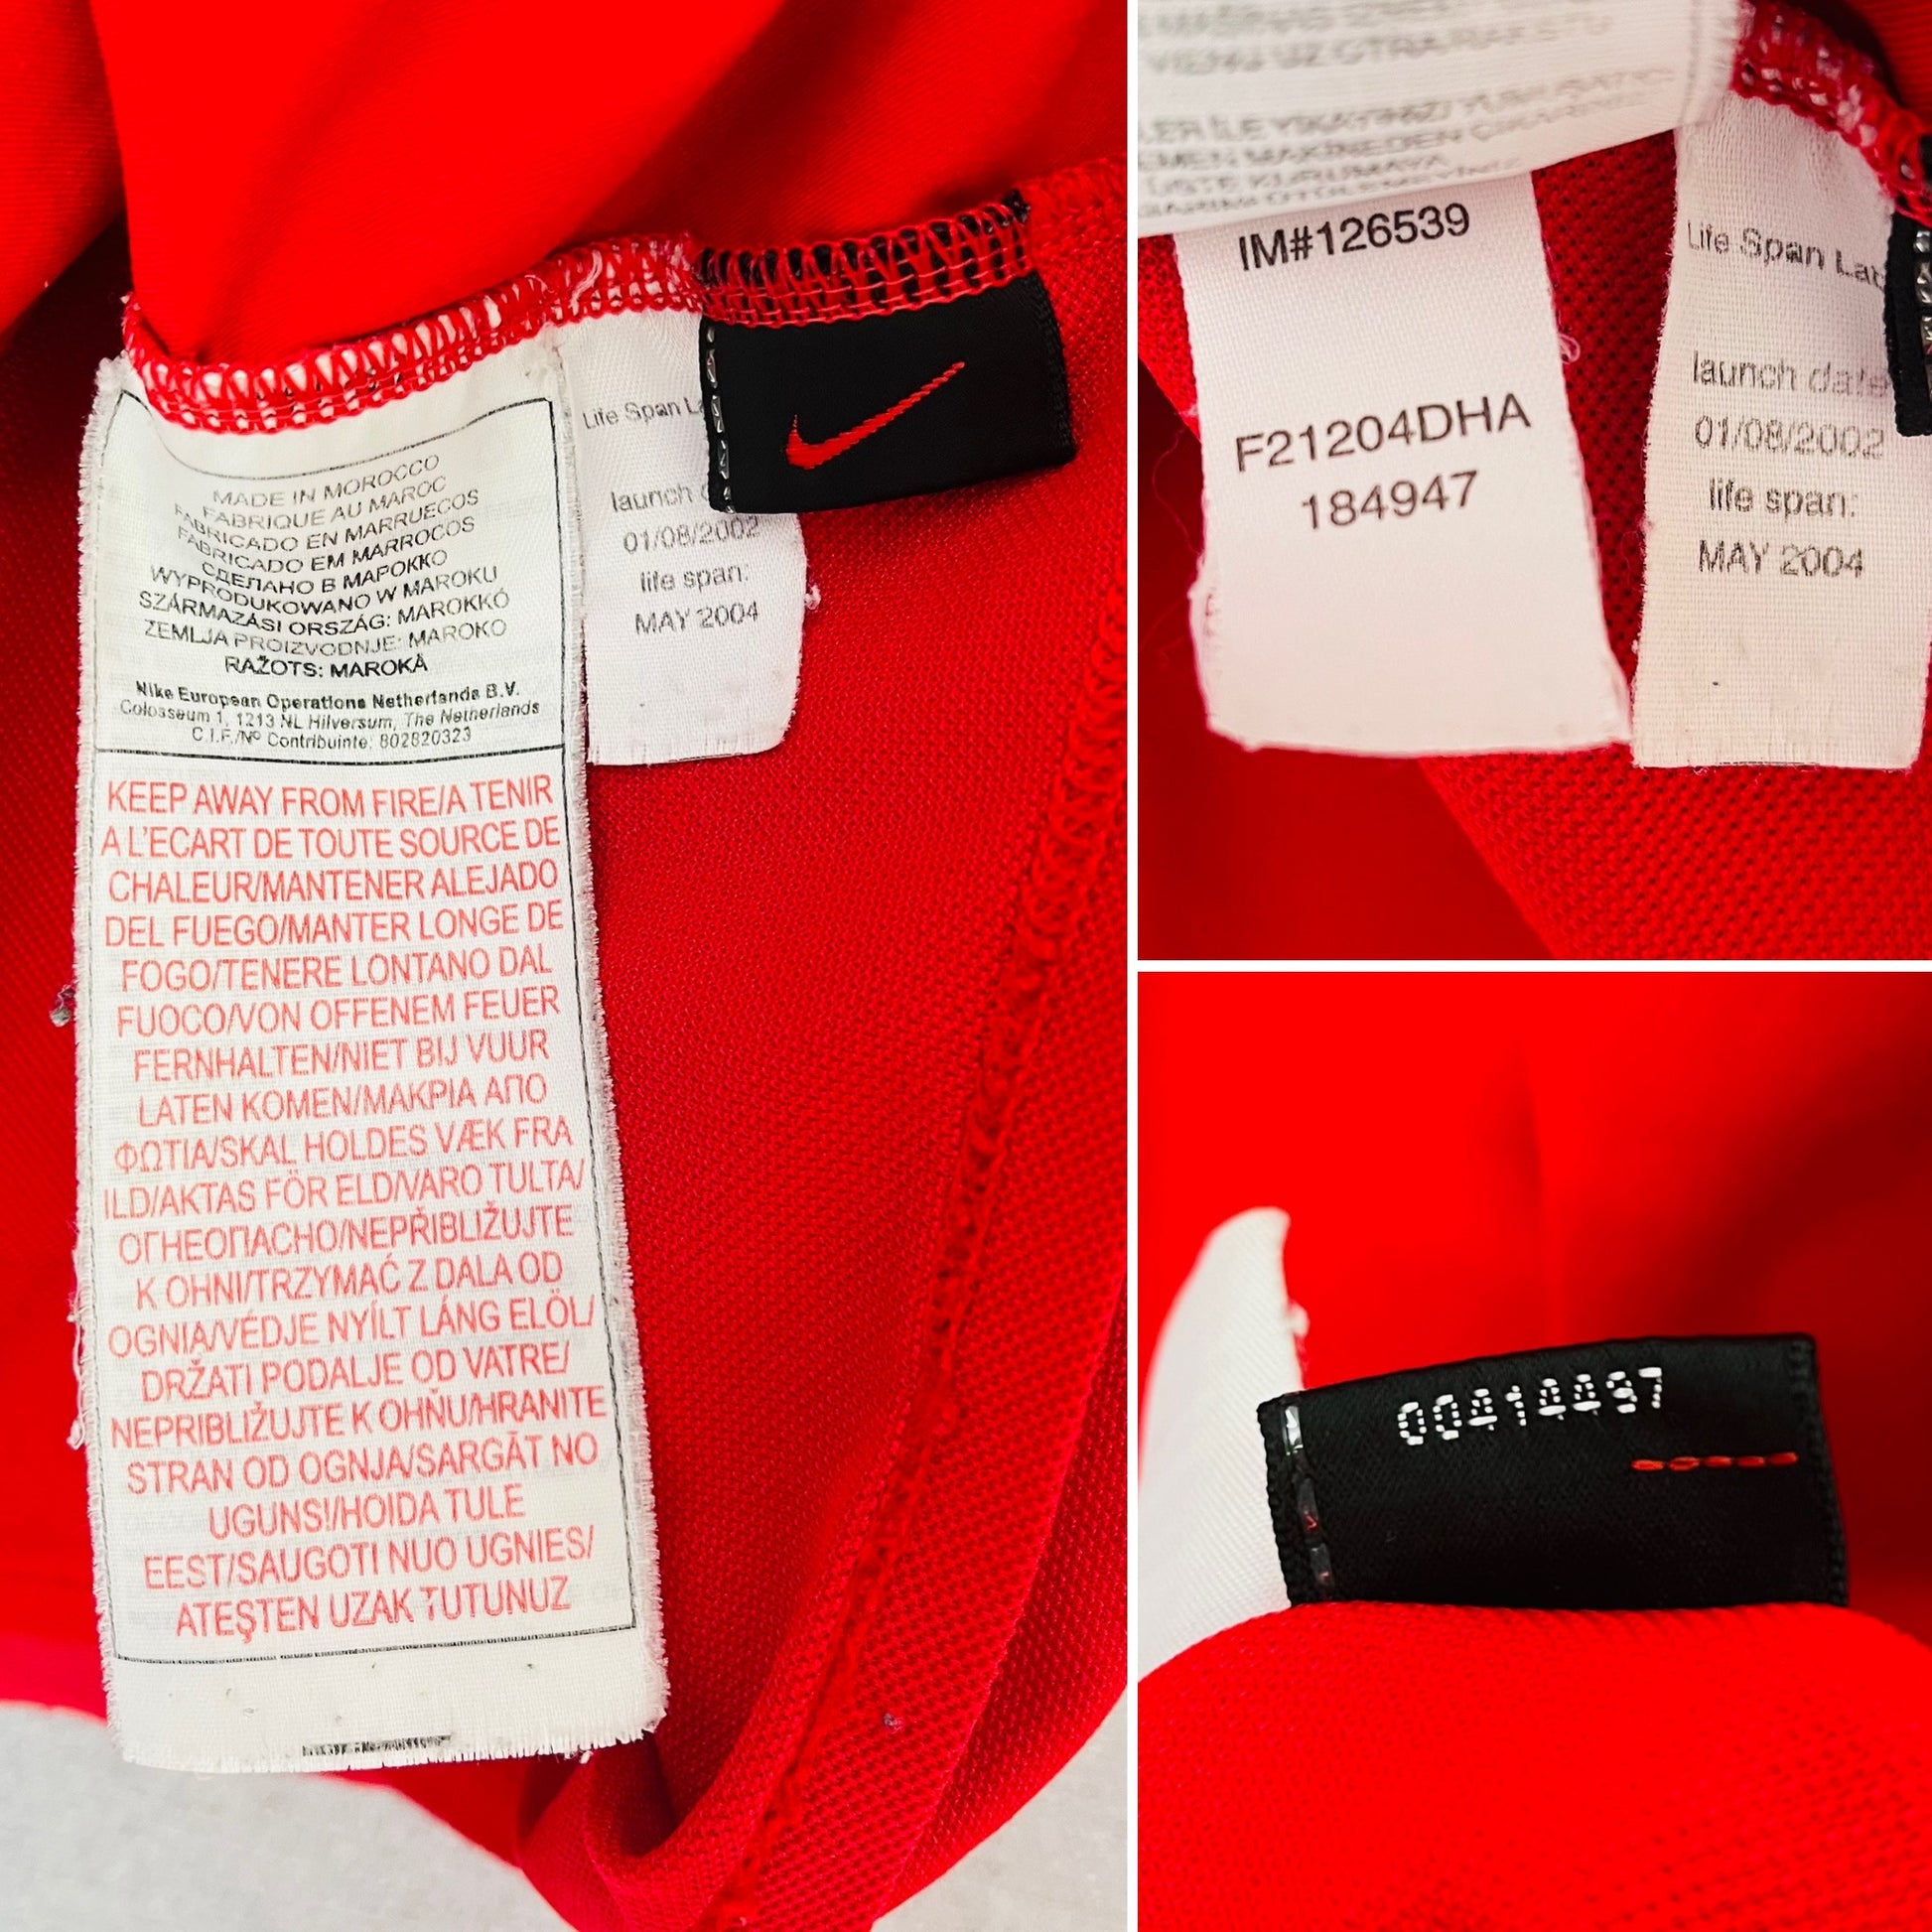 MADE IN MOROCCO
FABRIQUE AU MAROC
FABRICADO EN MARRUECOS
FABRICADO EM MARROCOS
СДЕЛАНО В МАРОККО
WYPRODUKOWANO W MAROKU
SZÁRMAZÁSI ORSZÁG: MAROKKÓ
ZEMLJA PROIZVODNJE: MAROKO
RAŽOTS: MAROKĀ
Nike European Operations Netherlands B.V.
Colosseum 1, 1213 NL Hilversum, The Netherlands
C.I.F./Nº Contribuinte: 802820323
KEEP AWAY FROM FIRE/A TENIR
A L'ECART DE TOUTE SOURCE DE
CHALEUR/MANTENER ALEJADO
DEL FUEGO/MANTER LONGE DE
FOGO/TENERE LONTANO DAL
FUOCO/VON OFFENEM FEUER
FERNHALTEN/NIET BIJ VUUR
LATEN KOMEN/ΜΑΚΡΙΑ ΑΠΟ
ΦΩΤΙΑ/SKAL HOLDES VÆK FRA
ILD/AKTAS FÖR ELD/VARO TULTA/
ОГНЕОПАСНО/NEPŘIBLIŽUJTE
K OHNI/TRZYMAĆ Z DALA OD
OGNIA/VÉDJE NYÍLT LÁNG ELÖL/
DRŽATI PODALJE OD VATRE/
NEPRIBLIŽUJTE K OHŇU/HRANITE
STRAN OD OGNJA/SARGĀT NO
UGUNS!/HOIDA TULE
EEST/SAUGOTI NUO UGNIES/
ATEŞTEN UZAK TUTUNUZ
Life Span
launch
01/08/2002
life span:
MAY 2004
IM#126539
F21204DHA
184947
Life Span
launch date
01/08/2002
life span:
MAY 2004
00414497